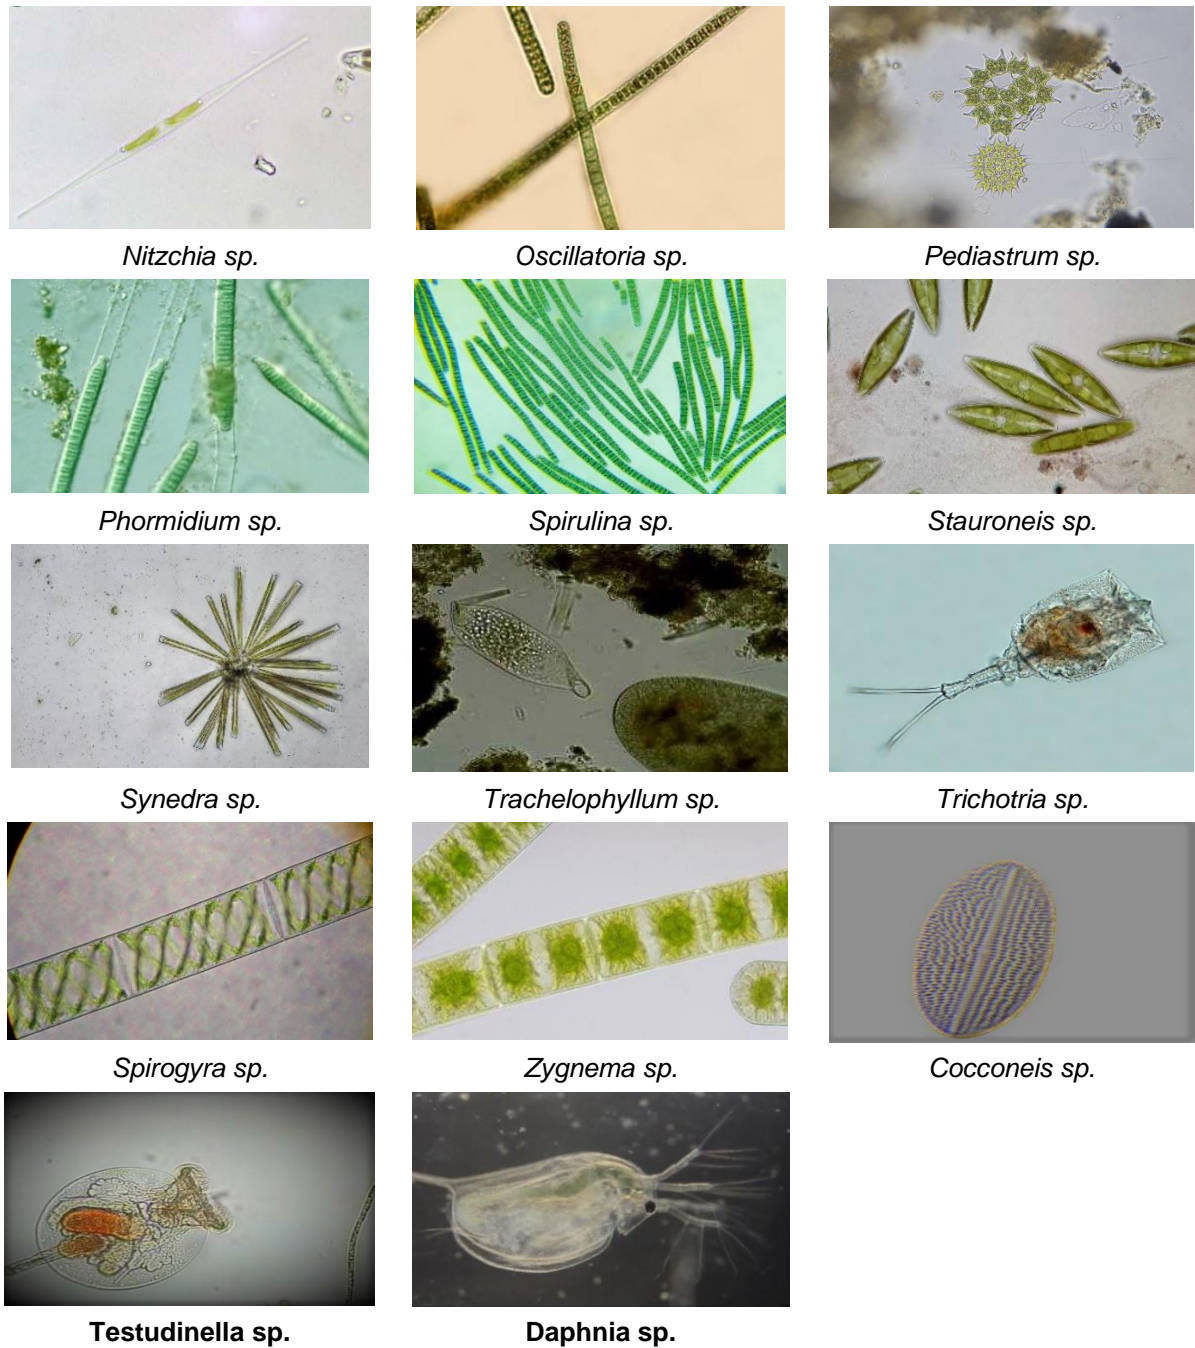 Nitzchia sp.
Oscillatoria sp.
Pediastrum sp.
Phormidium sp.
Spirulina sp.
Stauroneis sp.
Synedra sp.
Trachelophyllum sp.
Trichotria sp.
Spirogyra sp.
Zygnema sp.
Cocconeis sp.
Testudinella sp.
Daphnia sp.